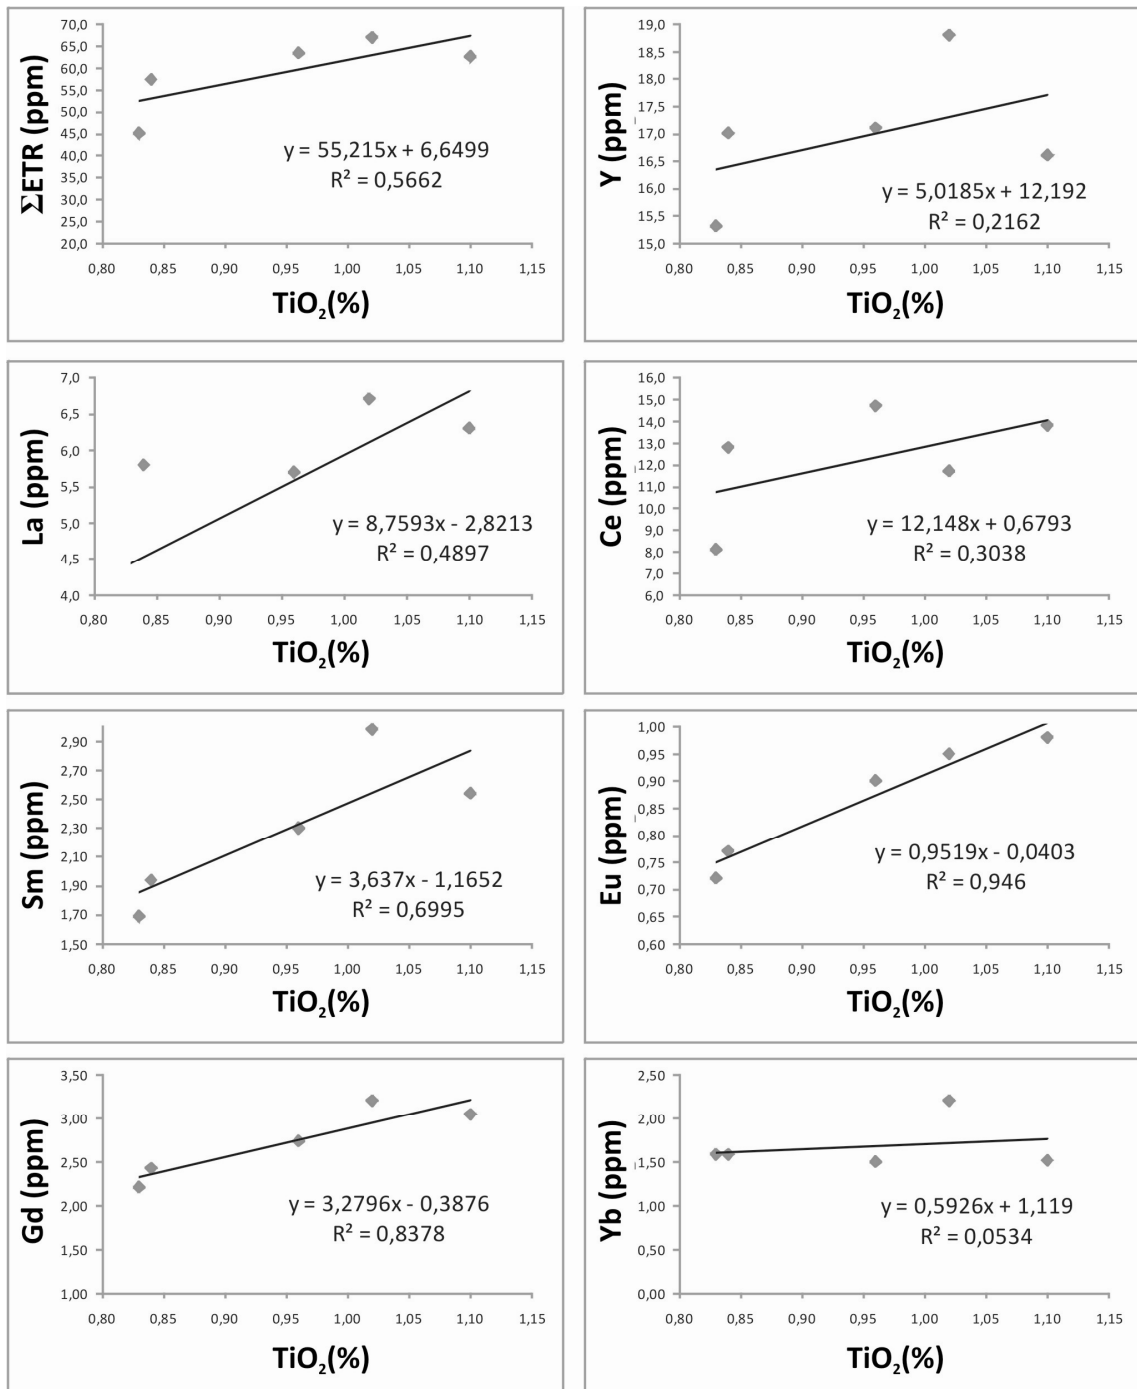 ΣETR (ppm)
70,0
65,0
60,0
55,0
50,0
45,0
40,0
35,0
30,0
25,0
20,0
y = 55,215x + 6,6499
R² = 0,5662
0,80 0,85 0,90 0,95 1,00 1,05 1,10 1,15
TiO₂(%)
Y (ppm)
19,0
18,5
18,0
17,5
17,0
16,5
16,0
15,5
15,0
y = 5,0185x + 12,192
R² = 0,2162
0,80 0,85 0,90 0,95 1,00 1,05 1,10 1,15
TiO₂(%)
La (ppm)
7,0
6,5
6,0
5,5
5,0
4,5
4,0
y = 8,7593x - 2,8213
R² = 0,4897
0,80 0,85 0,90 0,95 1,00 1,05 1,10 1,15
TiO₂(%)
Ce (ppm)
16,0
15,0
14,0
13,0
12,0
11,0
10,0
9,0
8,0
7,0
6,0
y = 12,148x + 0,6793
R² = 0,3038
0,80 0,85 0,90 0,95 1,00 1,05 1,10 1,15
TiO₂(%)
Sm (ppm)
2,90
2,70
2,50
2,30
2,10
1,90
1,70
1,50
y = 3,637x - 1,1652
R² = 0,6995
0,80 0,85 0,90 0,95 1,00 1,05 1,10 1,15
TiO₂(%)
Eu (ppm)
1,00
0,95
0,90
0,85
0,80
0,75
0,70
0,65
0,60
y = 0,9519x - 0,0403
R² = 0,946
0,80 0,85 0,90 0,95 1,00 1,05 1,10 1,15
TiO₂(%)
Gd (ppm)
3,50
3,00
2,50
2,00
1,50
1,00
y = 3,2796x - 0,3876
R² = 0,8378
0,80 0,85 0,90 0,95 1,00 1,05 1,10 1,15
TiO₂(%)
Yb (ppm)
2,50
2,00
1,50
1,00
0,50
0,00
y = 0,5926x + 1,119
R² = 0,0534
0,80 0,85 0,90 0,95 1,00 1,05 1,10 1,15
TiO₂(%)